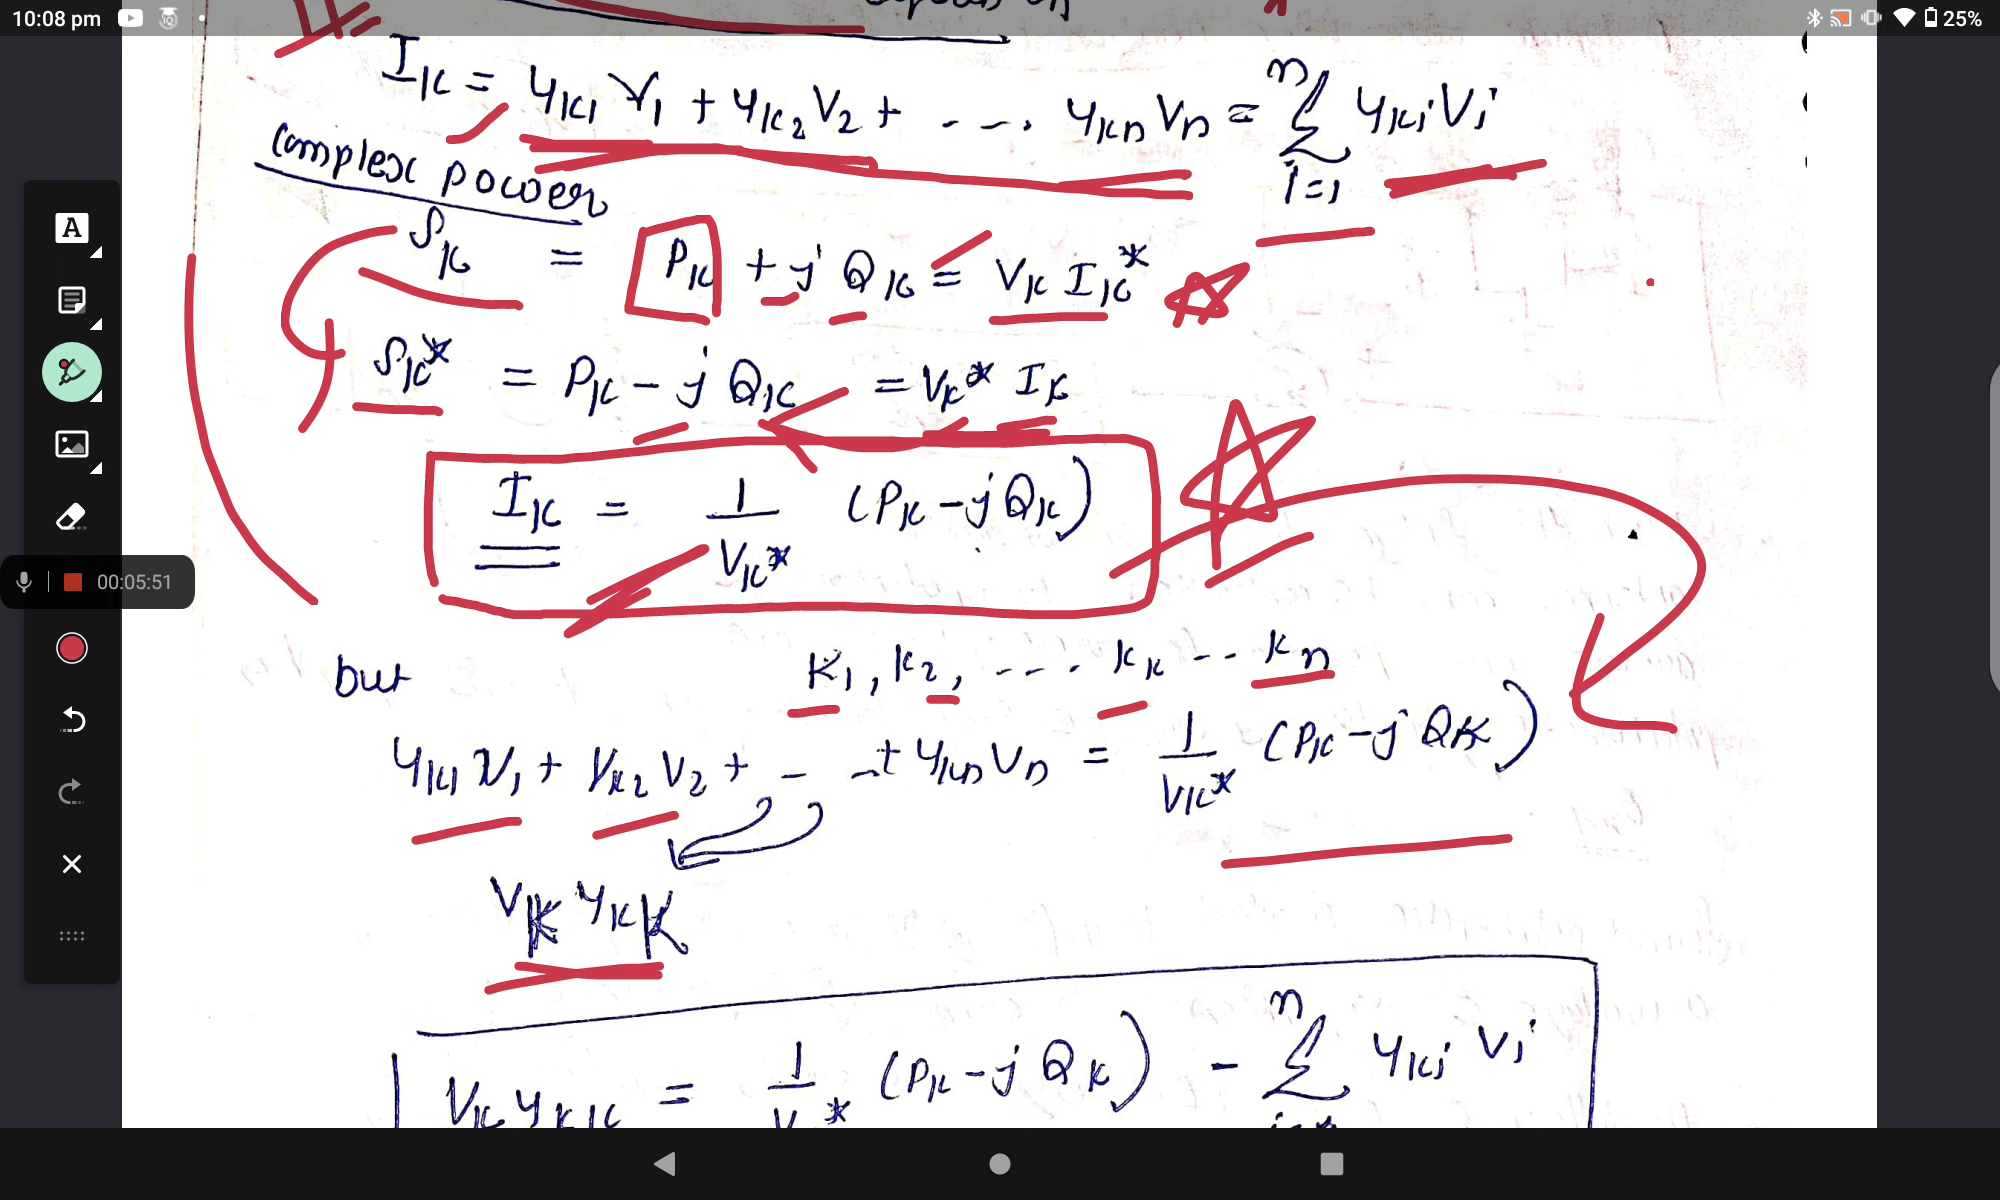 10:08 pm 25%
I_K = Y_K1 V_1 + Y_K2 V_2 + - - . . Y_Kn V_n = n Σ i=1 Y_Ki V_i
Complex power
S_K = P_K + j Q_K = V_K I_K*
S_K* = P_K - j Q_K = V_K* I_K
I_K = 1/V_K* (P_K - j Q_K)
00:05:51
but K_1, K_2, - - . . K_K - - K_n
Y_K1 V_1 + Y_K2 V_2 + - - + Y_Kn V_n = 1/V_K* (P_K - j Q_K)
V_K Y_KK
V_K Y_KK = 1/V_* (P_K - j Q_K) - n Σ Y_Ki V_i